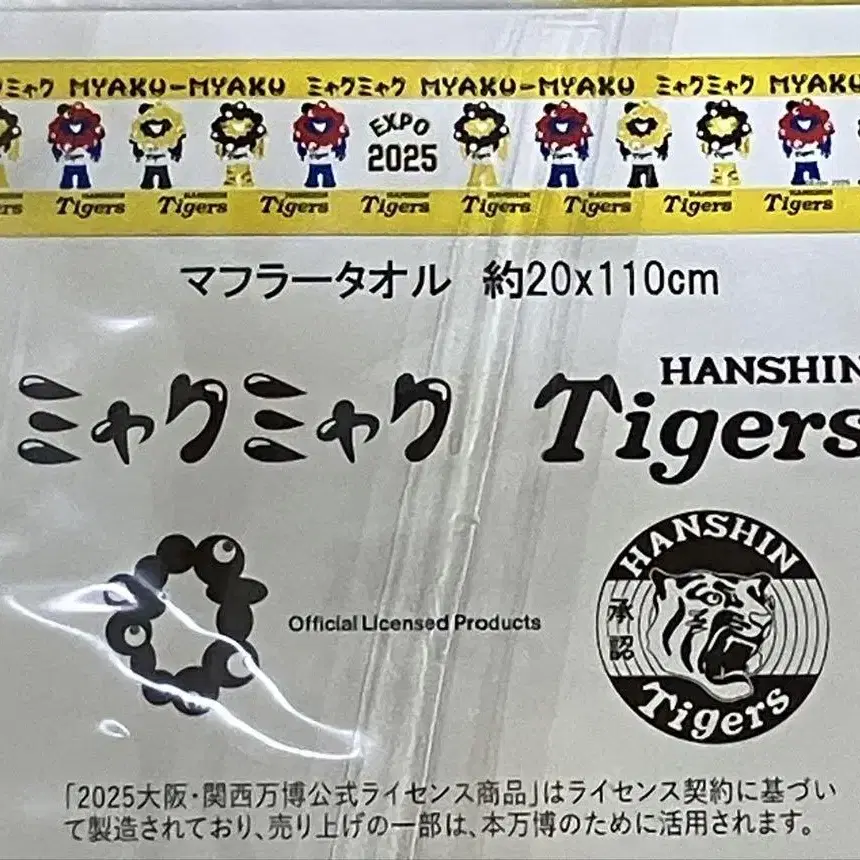 ミャク MYAKU-MYAKU ミャクミャク MYAKU-MYAKU ミャクミャク MYAKU
EXPO
2025
HANSHIN HANSHIN HANSHIN HANSHIN
Tigers Tigers Tigers Tigers Tigers Tigers Tigers Tigers
マフラータオル 約20x110cm
ミャクミャク
HANSHIN
Tigers
HANSHIN
承認
Tigers
Official Licensed Products
「2025大阪・関西万博公式ライセンス商品」はライセンス契約に基づい
て製造されており、売り上げの一部は、本万博のために活用されます。